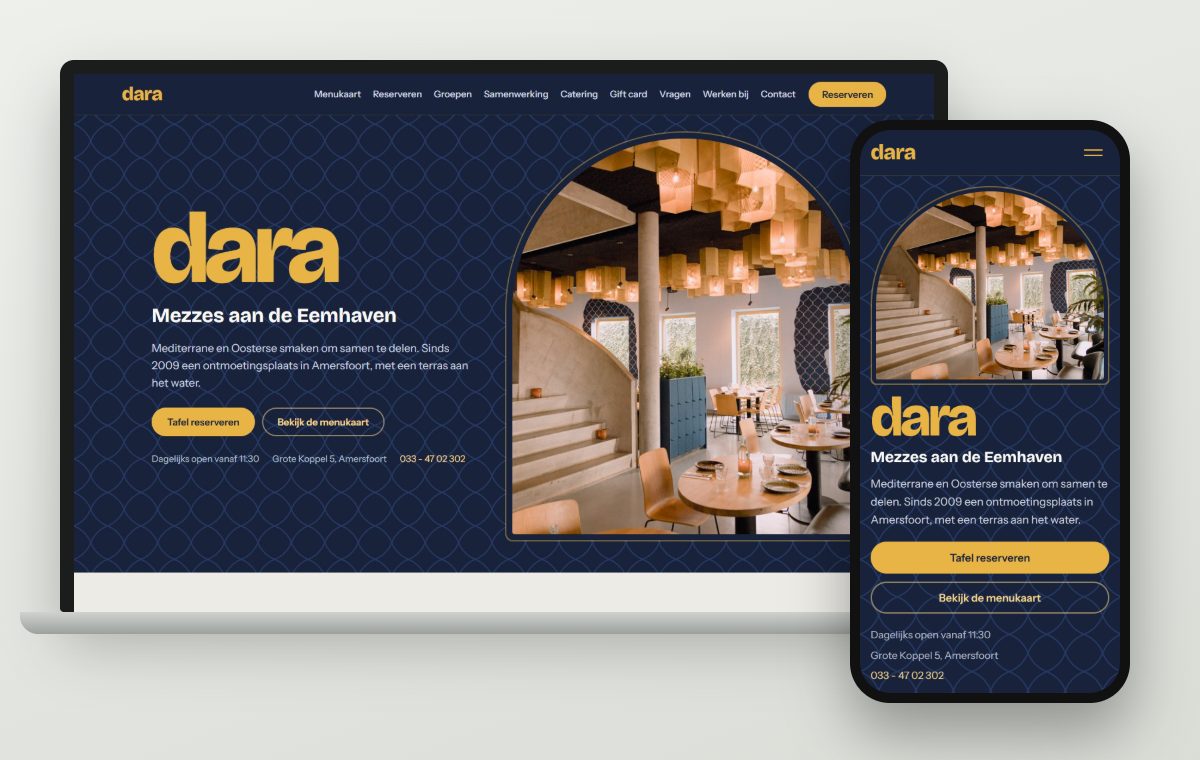 dara
Menukaart Reserveren Groepen Samenwerking Catering Gift card Vragen Werken bij Contact Reserveren
dara
Mezzes aan de Eemhaven
Mediterrane en Oosterse smaken om samen te delen. Sinds
2009 een ontmoetingsplaats in Amersfoort, met een terras aan
het water.
Tafel reserveren Bekijk de menukaart
Dagelijks open vanaf 11:30 Grote Koppel 5, Amersfoort 033 - 47 02 302
dara
dara
Mezzes aan de Eemhaven
Mediterrane en Oosterse smaken om samen te
delen. Sinds 2009 een ontmoetingsplaats in
Amersfoort, met een terras aan het water.
Tafel reserveren
Bekijk de menukaart
Dagelijks open vanaf 11:30
Grote Koppel 5, Amersfoort
033 - 47 02 302